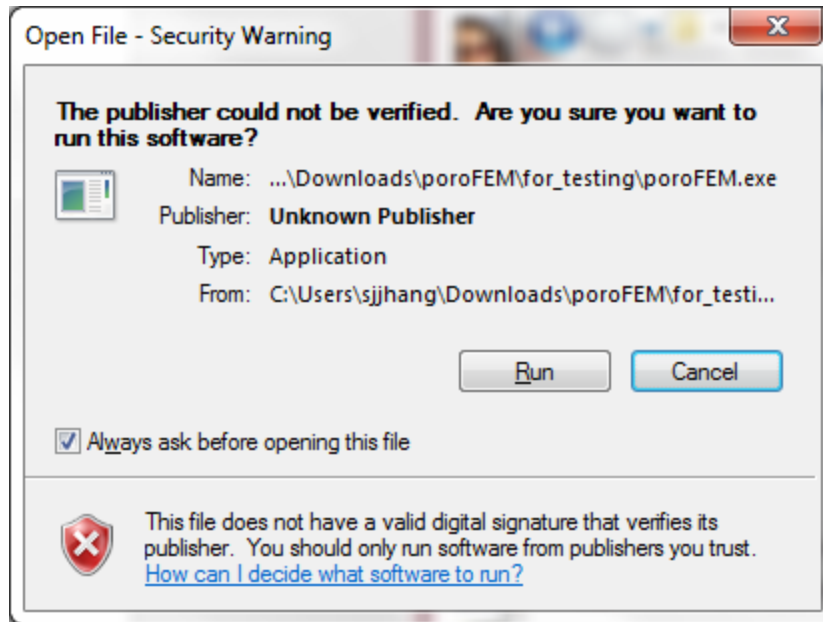 Open File - Security Warning
The publisher could not be verified. Are you sure you want to
run this software?
Name: ...\Downloads\poroFEM\for_testing\poroFEM.exe
Publisher: Unknown Publisher
Type: Application
From: C:\Users\sjjhang\Downloads\poroFEM\for_testi...
Run Cancel
Always ask before opening this file
This file does not have a valid digital signature that verifies its
publisher. You should only run software from publishers you trust.
How can I decide what software to run?